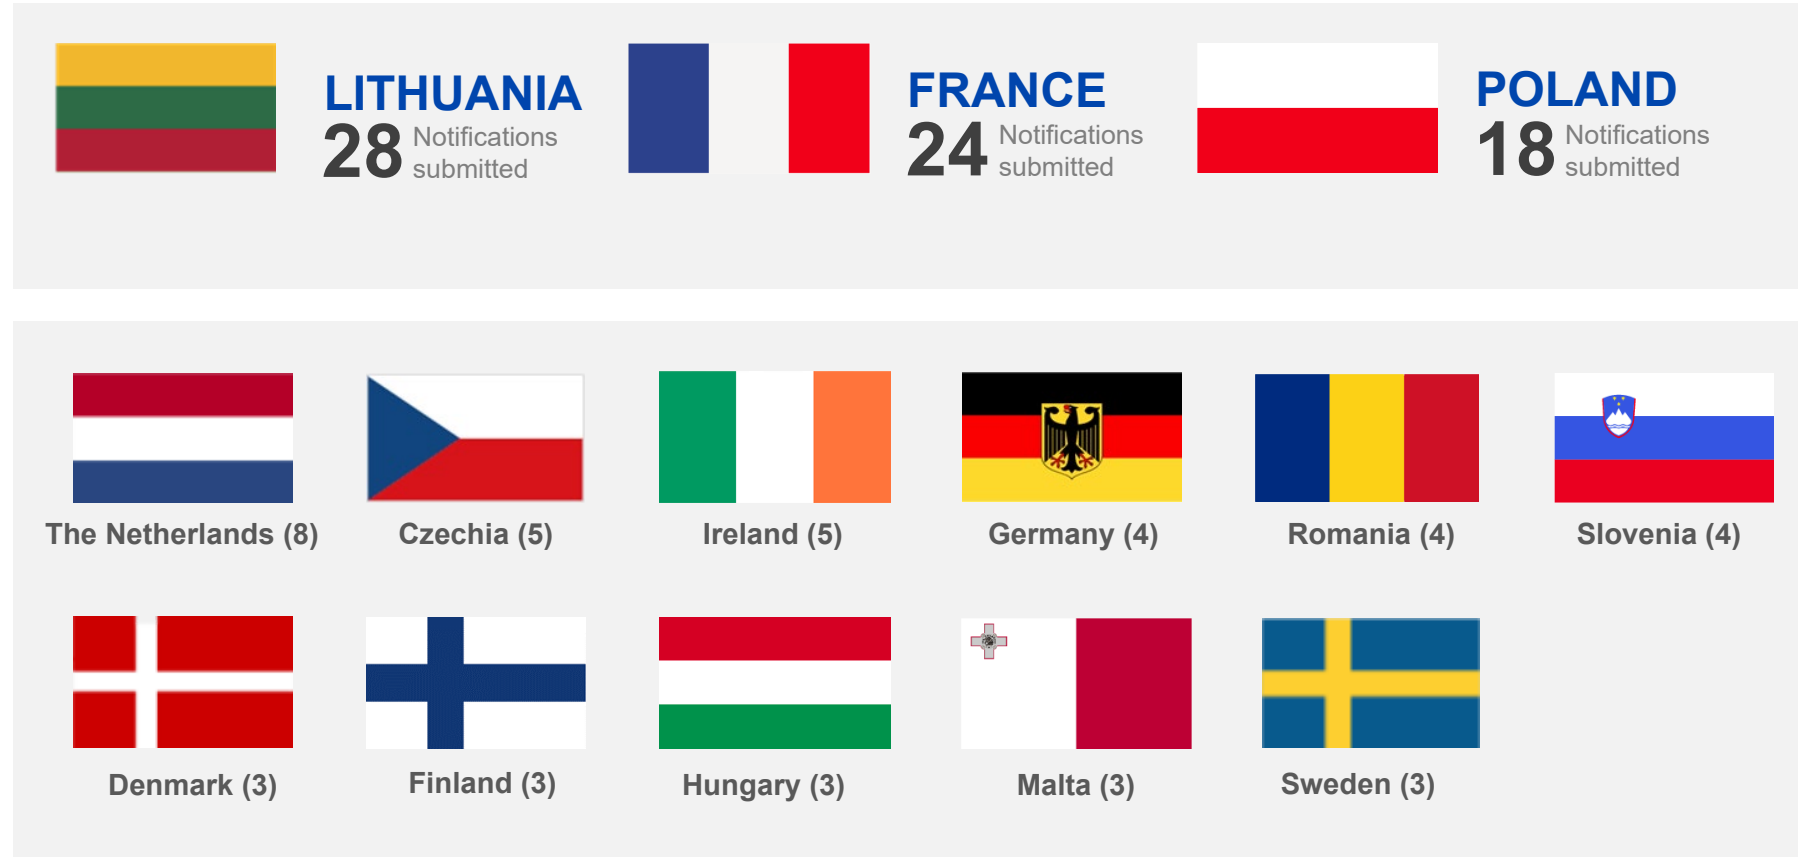 LITHUANIA
28 Notifications
submitted
FRANCE
24 Notifications
submitted
POLAND
18 Notifications
submitted
The Netherlands (8)
Czechia (5)
Ireland (5)
Germany (4)
Romania (4)
Slovenia (4)
Denmark (3)
Finland (3)
Hungary (3)
Malta (3)
Sweden (3)